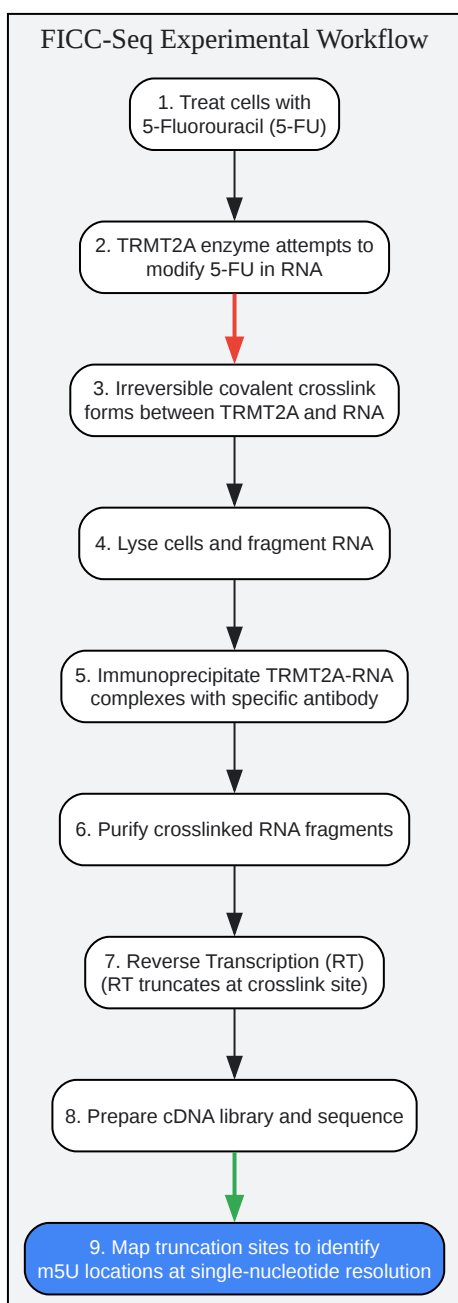 FICC-Seq Experimental Workflow
1. Treat cells with
5-Fluorouracil (5-FU)
2. TRMT2A enzyme attempts to
modify 5-FU in RNA
3. Irreversible covalent crosslink
forms between TRMT2A and RNA
4. Lyse cells and fragment RNA
5. Immunoprecipitate TRMT2A-RNA
complexes with specific antibody
6. Purify crosslinked RNA fragments
7. Reverse Transcription (RT)
(RT truncates at crosslink site)
8. Prepare cDNA library and sequence
9. Map truncation sites to identify
m5U locations at single-nucleotide resolution